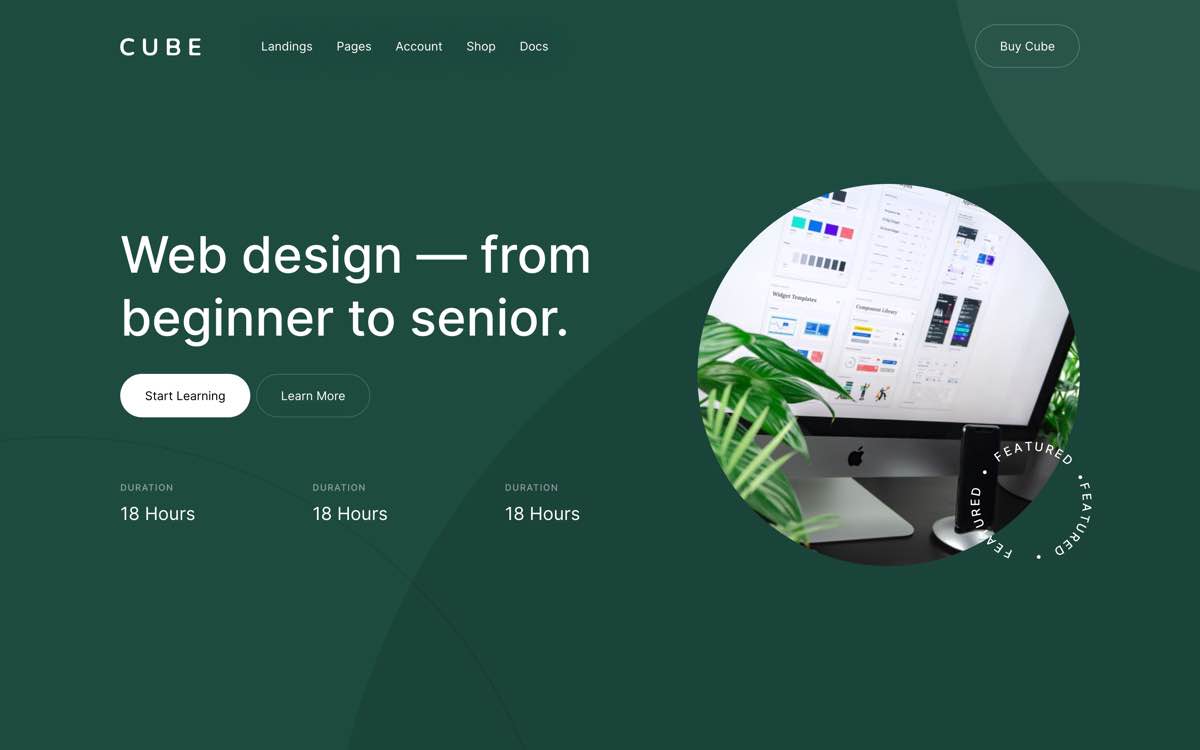 CUBE
Landings
Pages
Account
Shop
Docs
Buy Cube
Web design — from
beginner to senior.
Start Learning
Learn More
DURATION
18 Hours
DURATION
18 Hours
DURATION
18 Hours
Widget Templates
Component Library
FEATURED • FEATURED • FEATURED •